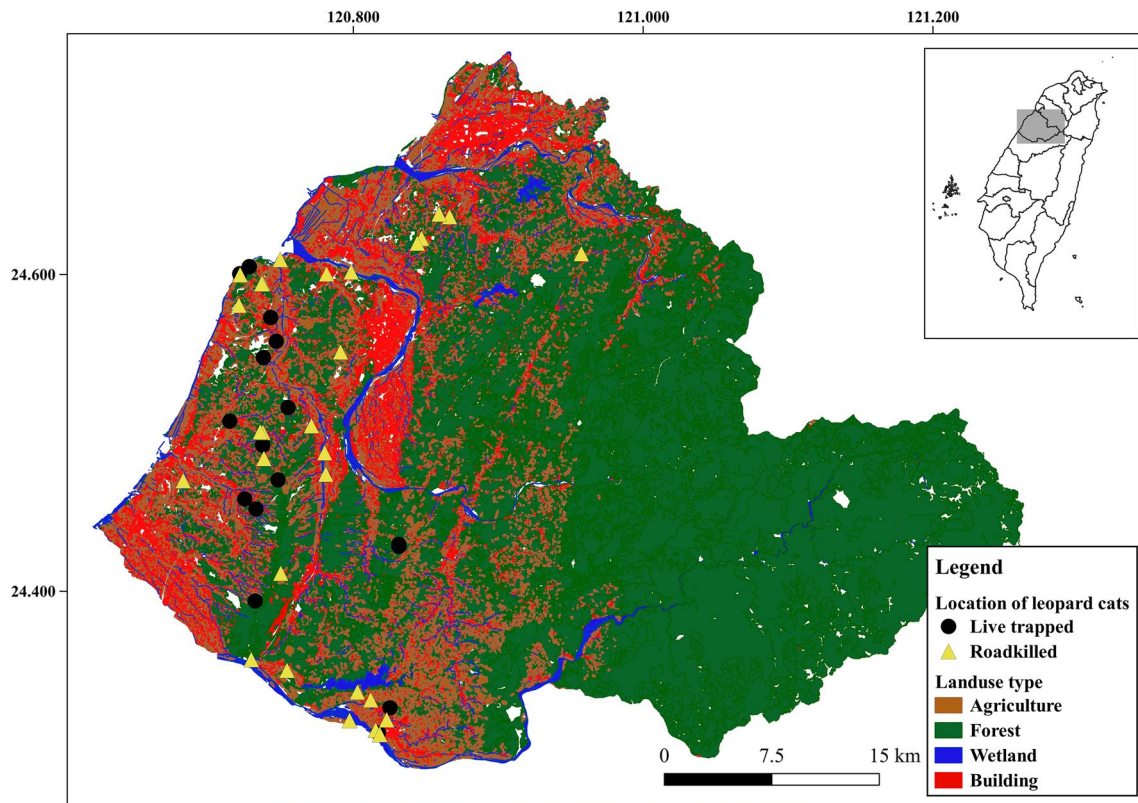 120.800
121.000
121.200
24.600
24.400
Legend
Location of leopard cats
Live trapped
Roadkilled
Landuse type
Agriculture
Forest
Wetland
Building
0 7.5 15 km